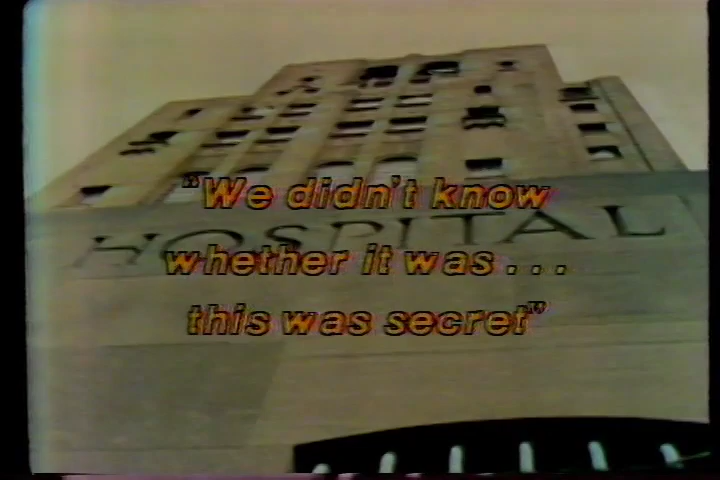 "We didn't know
HOSPITAL
whether it was . . .
this was secret"